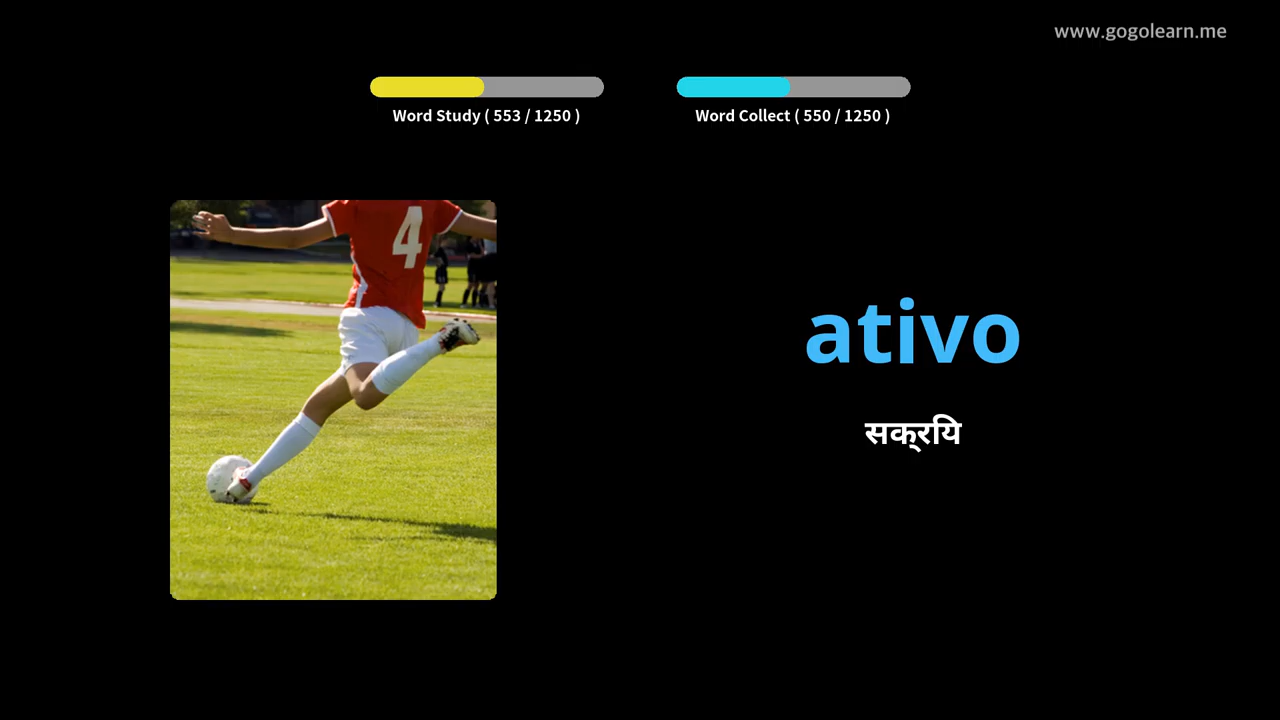 www.gogolearn.me
Word Study ( 553 / 1250 )
Word Collect ( 550 / 1250 )
4
ativo
सक्रिय